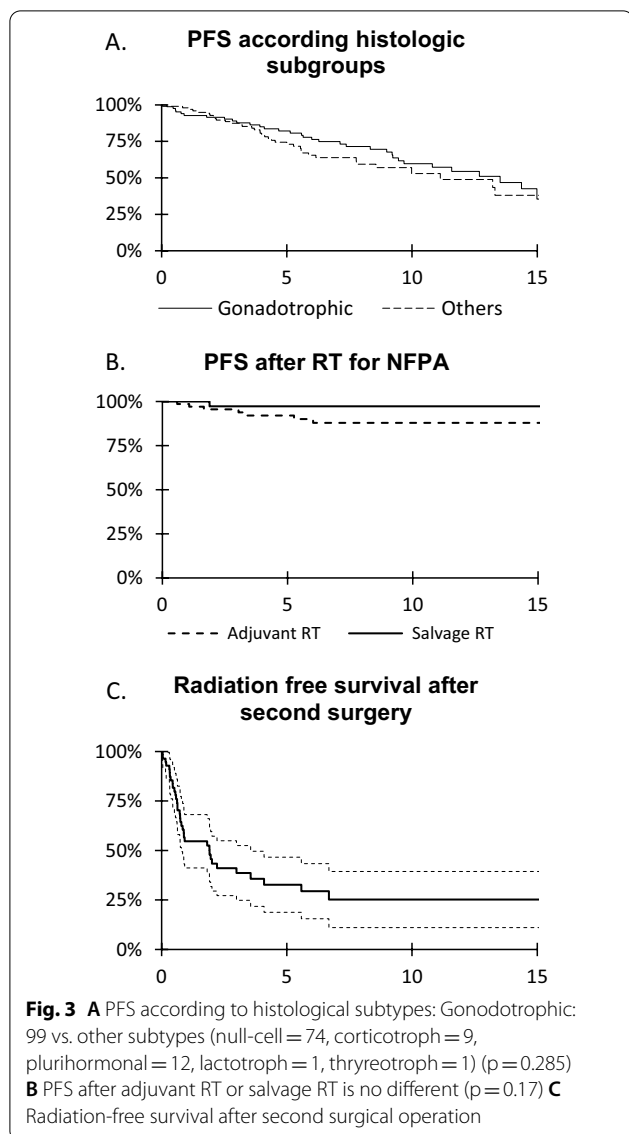 A.
PFS according histologic
subgroups
100%
75%
50%
25%
0%
0 5 10 15
Gonadotrophic Others
B.
PFS after RT for NFPA
100%
75%
50%
25%
0%
0 5 10 15
Adjuvant RT Salvage RT
C.
Radiation free survival after
second surgery
100%
75%
50%
25%
0%
0 5 10 15
Fig. 3 A PFS according to histological subtypes: Gonodotrophic:
99 vs. other subtypes (null-cell = 74, corticotroph = 9,
plurihormonal = 12, lactotroph = 1, thryreotroph = 1) (p = 0.285)
B PFS after adjuvant RT or salvage RT is no different (p = 0.17) C
Radiation-free survival after second surgical operation